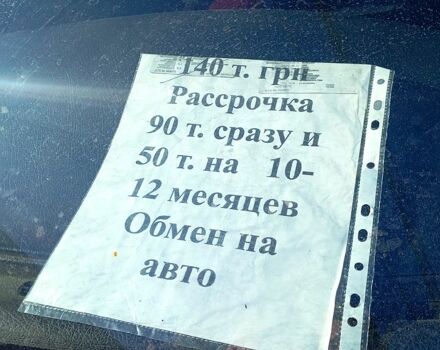 140 т. грн
Рассрочка
90 т. сразу и
50 т. на 10-
12 месяцев
Обмен на
авто